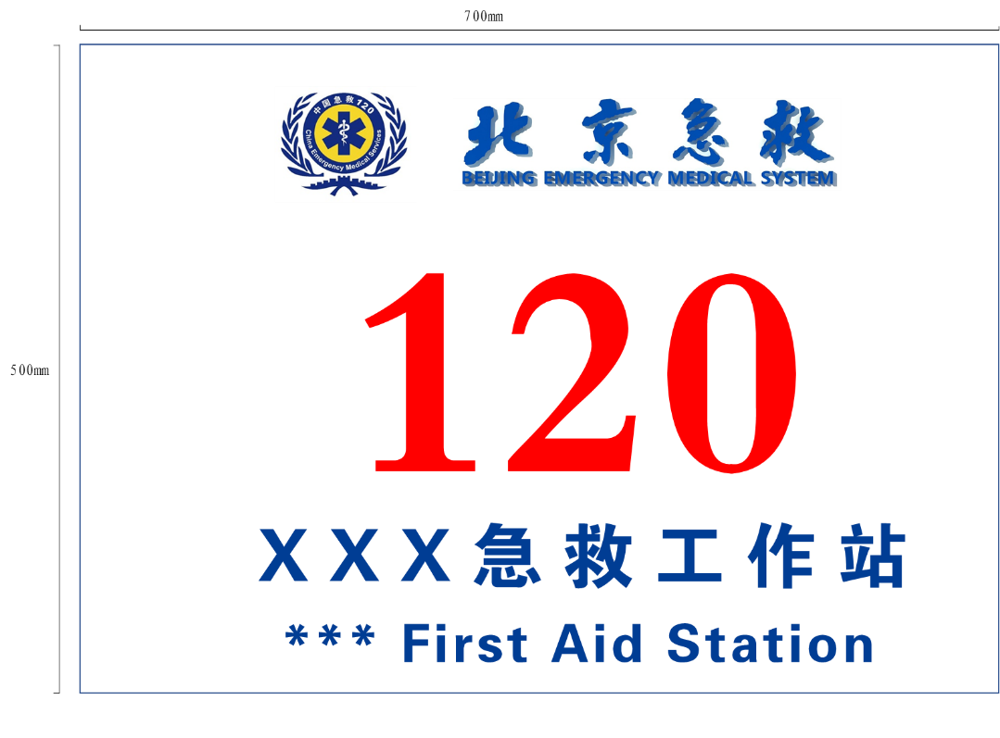 700mm
500mm
中国急救120
China Emergency Medical Services
北京急救
BEIJING EMERGENCY MEDICAL SYSTEM
120
XXX急救工作站
*** First Aid Station